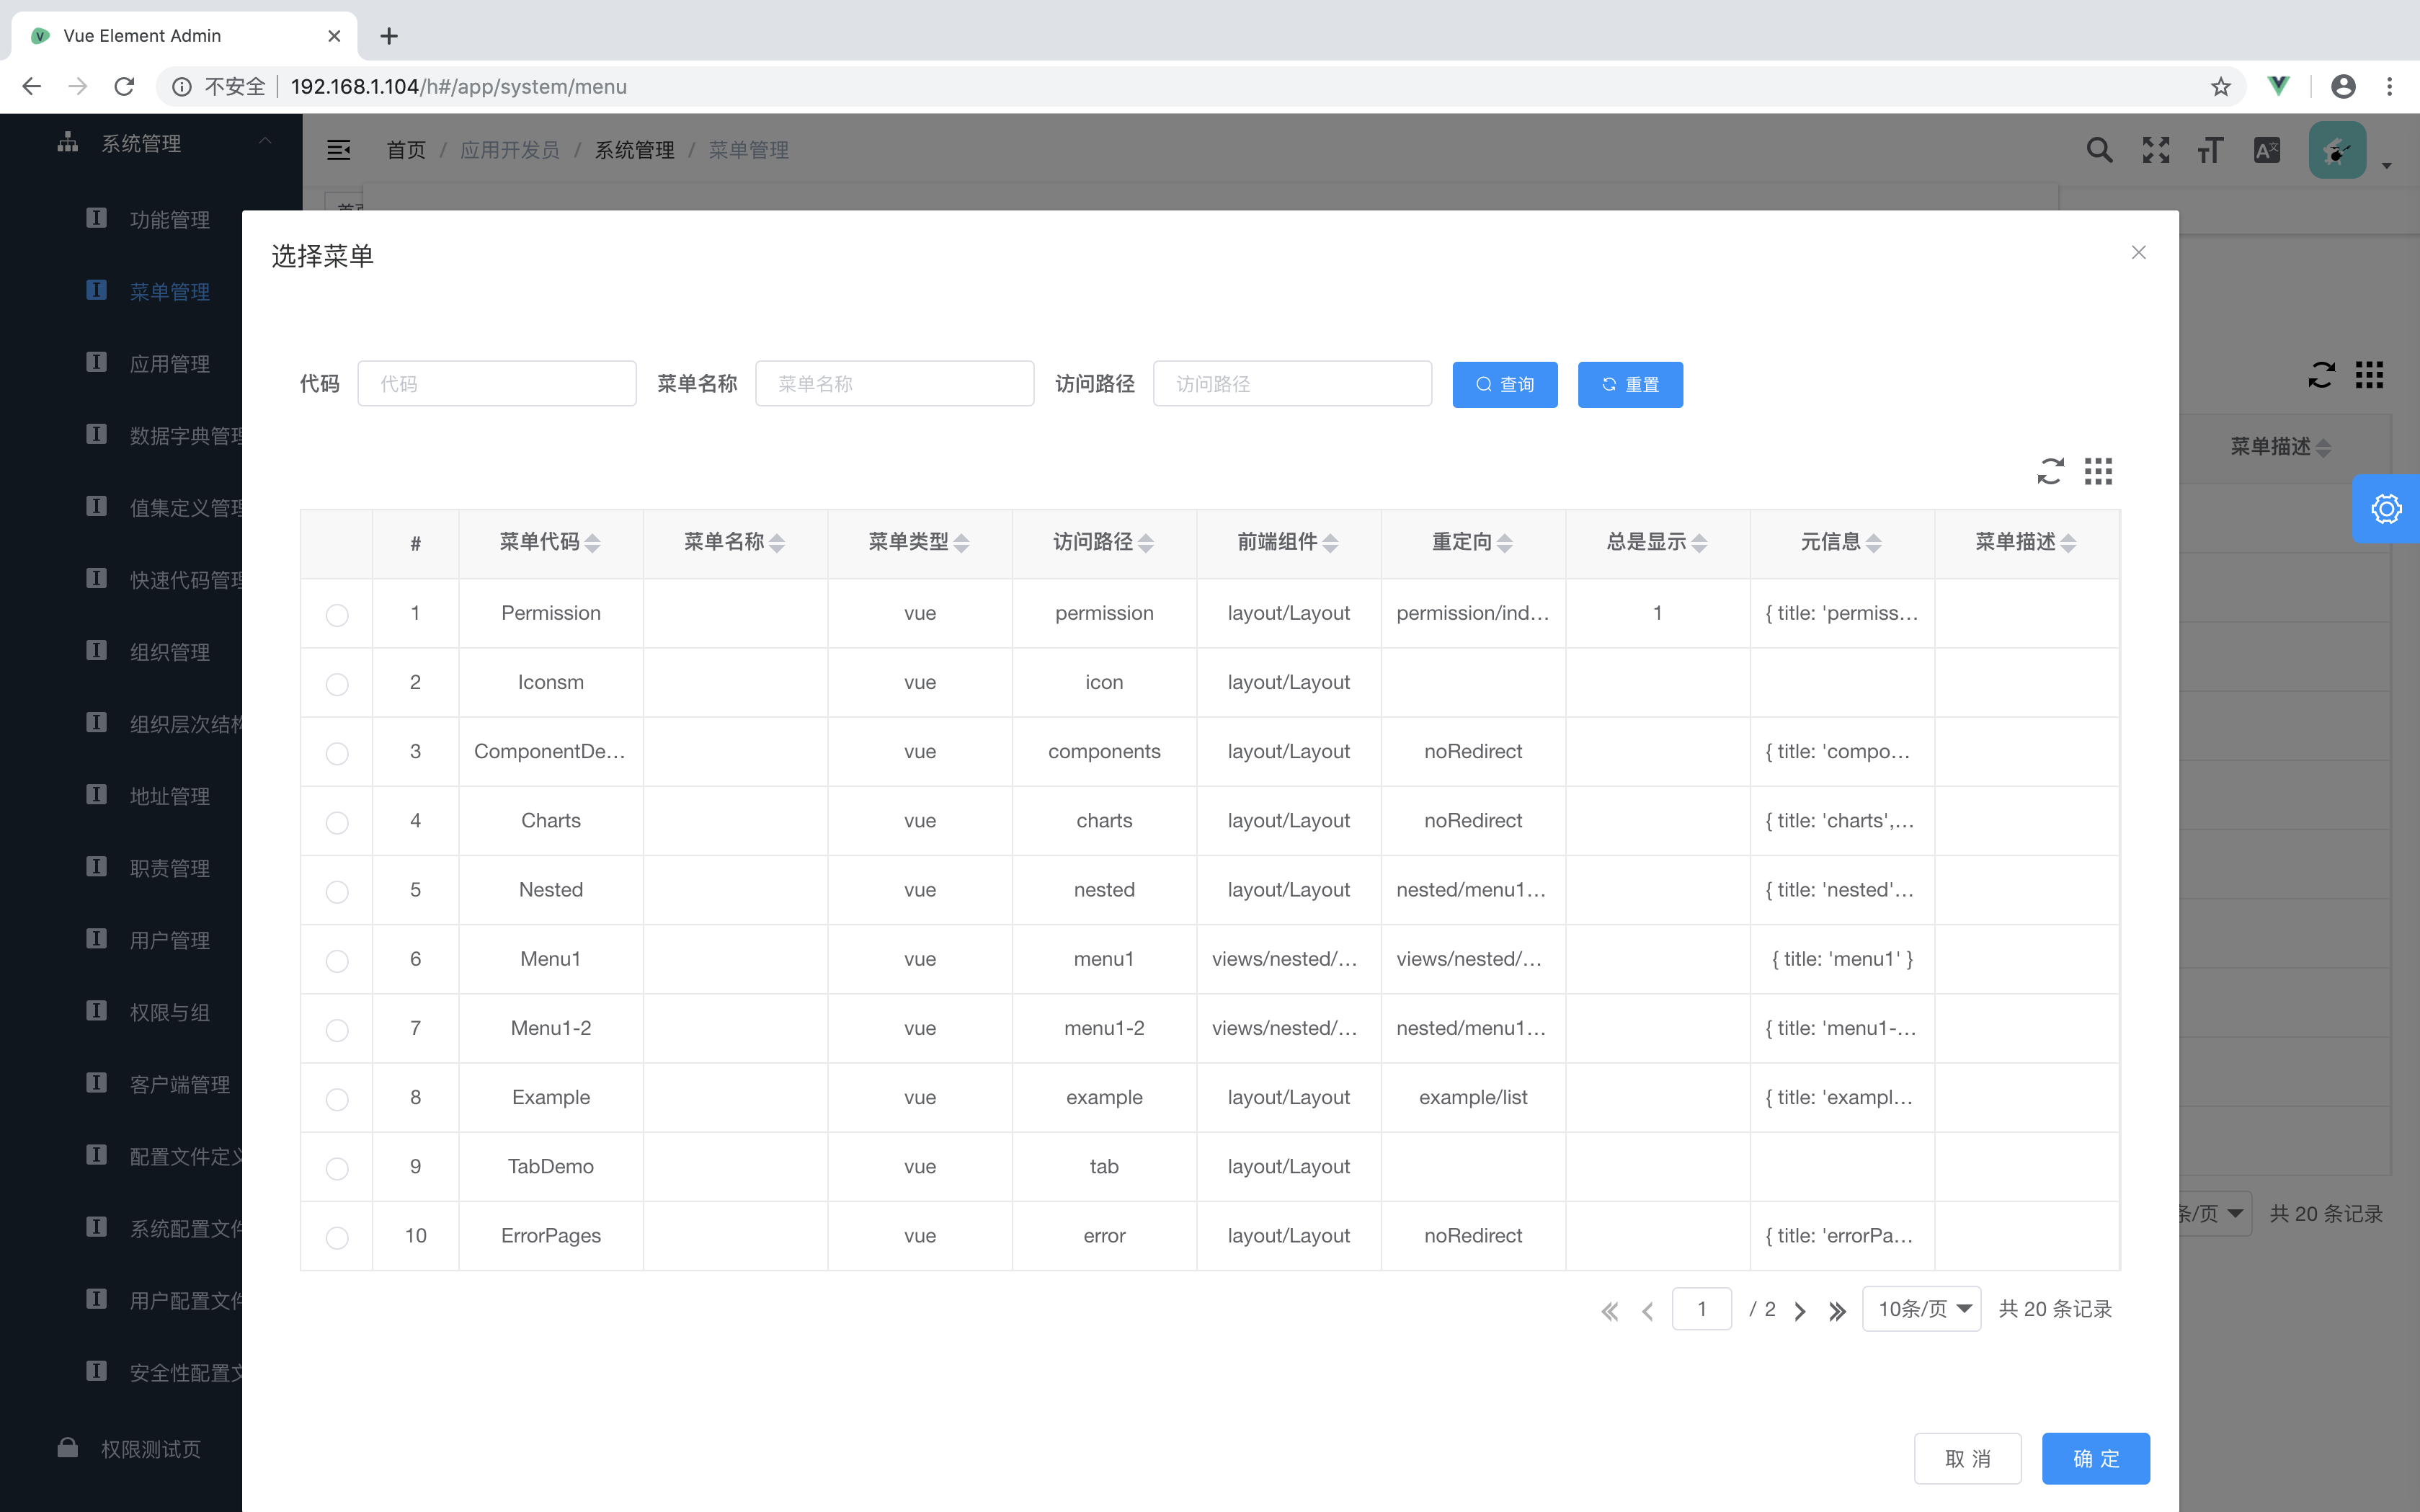 Vue Element Admin
不安全 192.168.1.104/h#/app/system/menu
系统管理
首页 / 应用开发员 / 系统管理 / 菜单管理
功能管理
菜单管理
应用管理
数据字典管理
值集定义管理
快速代码管理
组织管理
组织层次结构
地址管理
职责管理
用户管理
权限与组
客户端管理
配置文件定义
系统配置文件
用户配置文件
安全性配置文
权限测试页
选择菜单
代码 代码 菜单名称 菜单名称 访问路径 访问路径 查询 重置
# 菜单代码 菜单名称 菜单类型 访问路径 前端组件 重定向 总是显示 元信息 菜单描述
1 Permission vue permission layout/Layout permission/ind... 1 { title: 'permiss...
2 Iconsm vue icon layout/Layout
3 ComponentDe... vue components layout/Layout noRedirect { title: 'compo...
4 Charts vue charts layout/Layout noRedirect { title: 'charts',...
5 Nested vue nested layout/Layout nested/menu1... { title: 'nested'...
6 Menu1 vue menu1 views/nested/... views/nested/... { title: 'menu1' }
7 Menu1-2 vue menu1-2 views/nested/... nested/menu1... { title: 'menu1-...
8 Example vue example layout/Layout example/list { title: 'exampl...
9 TabDemo vue tab layout/Layout
10 ErrorPages vue error layout/Layout noRedirect { title: 'errorPa...
1 / 2 10条/页 共 20 条记录
取 消 确 定
菜单描述
条/页 共 20 条记录